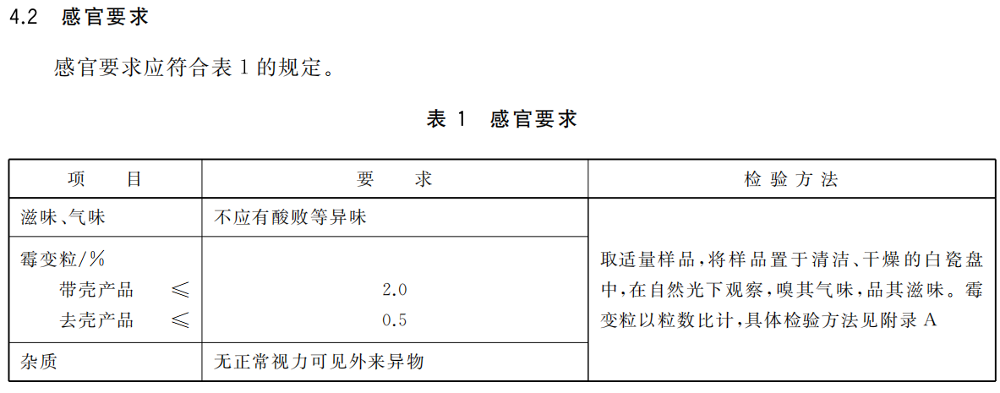 4.2 感官要求
感官要求应符合表1的规定。
表 1 感官要求
项 目 要 求 检验方法
滋味、气味 不应有酸败等异味
霉变粒/%
带壳产品 ≤ 2.0
去壳产品 ≤ 0.5
取适量样品,将样品置于清洁、干燥的白瓷盘
中,在自然光下观察,嗅其气味,品其滋味。霉
变粒以粒数比计,具体检验方法见附录 A
杂质 无正常视力可见外来异物